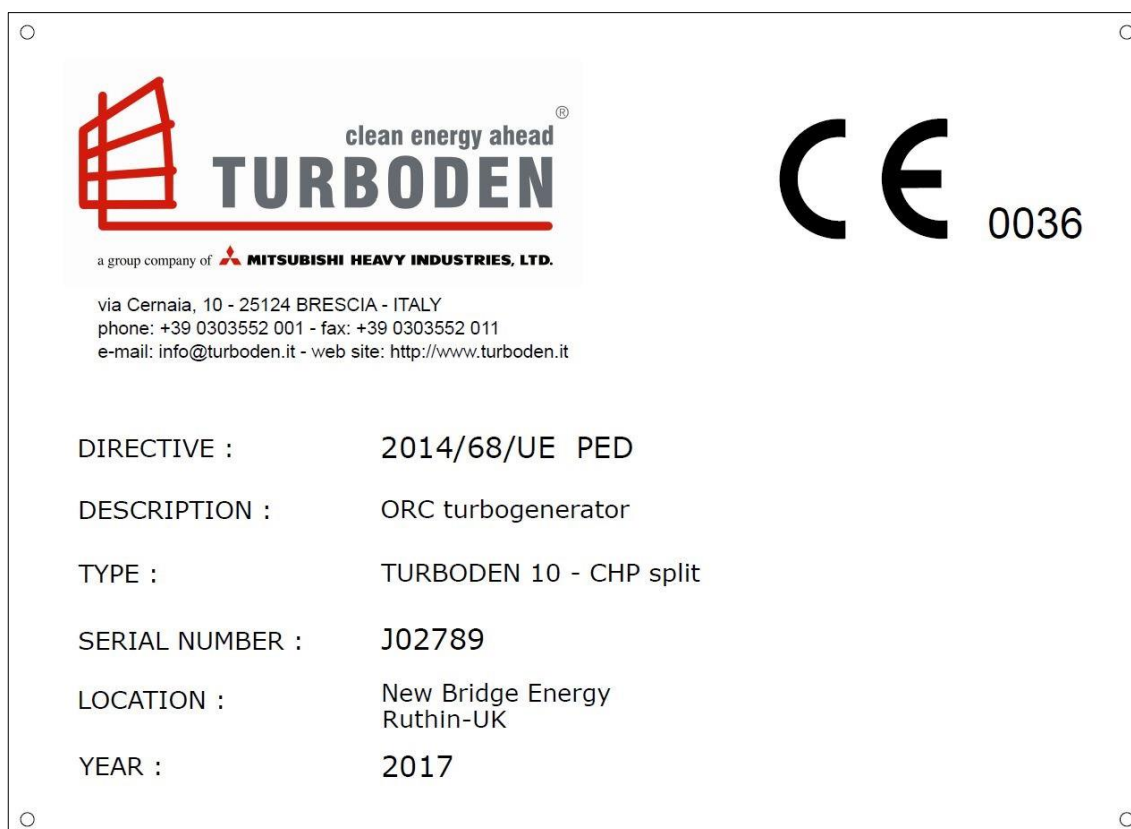 clean energy ahead ®
TURBODEN
a group company of MITSUBISHI HEAVY INDUSTRIES, LTD.
CE 0036
via Cernaia, 10 - 25124 BRESCIA - ITALY
phone: +39 0303552 001 - fax: +39 0303552 011
e-mail: info@turboden.it - web site: http://www.turboden.it
DIRECTIVE : 2014/68/UE PED
DESCRIPTION : ORC turbogenerator
TYPE : TURBODEN 10 - CHP split
SERIAL NUMBER : J02789
LOCATION : New Bridge Energy
Ruthin-UK
YEAR : 2017